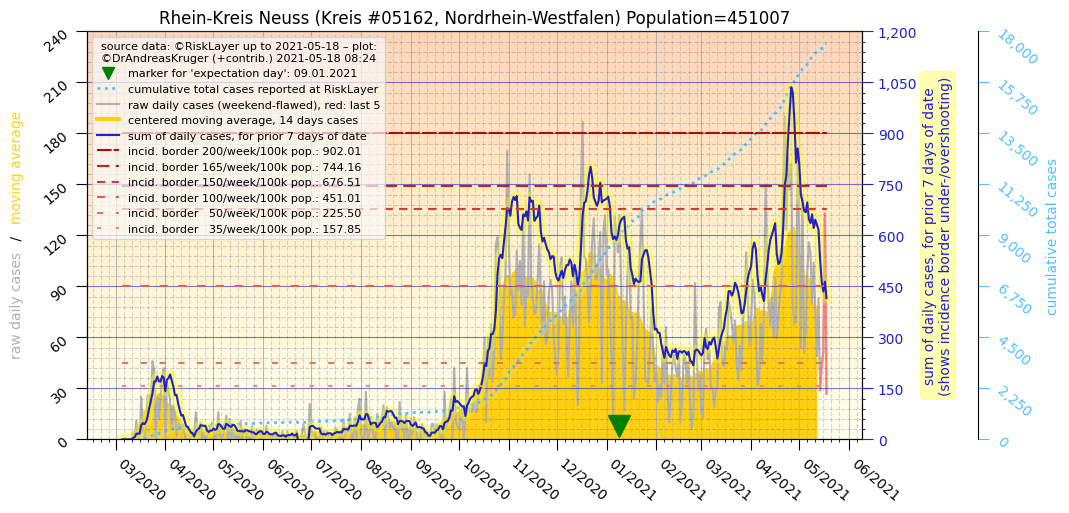 Rhein-Kreis Neuss (Kreis #05162, Nordrhein-Westfalen) Population=451007
source data: ©RiskLayer up to 2021-05-18 – plot:
©DrAndreasKruger (+contrib.) 2021-05-18 08:24
marker for 'expectation day': 09.01.2021
cumulative total cases reported at RiskLayer
raw daily cases (weekend-flawed), red: last 5
centered moving average, 14 days cases
sum of daily cases, for prior 7 days of date
incid. border 200/week/100k pop.: 902.01
incid. border 165/week/100k pop.: 744.16
incid. border 150/week/100k pop.: 676.51
incid. border 100/week/100k pop.: 451.01
incid. border 50/week/100k pop.: 225.50
incid. border 35/week/100k pop.: 157.85
raw daily cases / moving average
240
210
180
150
120
90
60
30
0
03/2020
04/2020
05/2020
06/2020
07/2020
08/2020
09/2020
10/2020
11/2020
12/2020
01/2021
02/2021
03/2021
04/2021
05/2021
06/2021
1,200
1,050
900
750
600
450
300
150
0
sum of daily cases, for prior 7 days of date
(shows incidence border under-/overshooting)
18,000
15,750
13,500
11,250
9,000
6,750
4,500
2,250
0
cumulative total cases